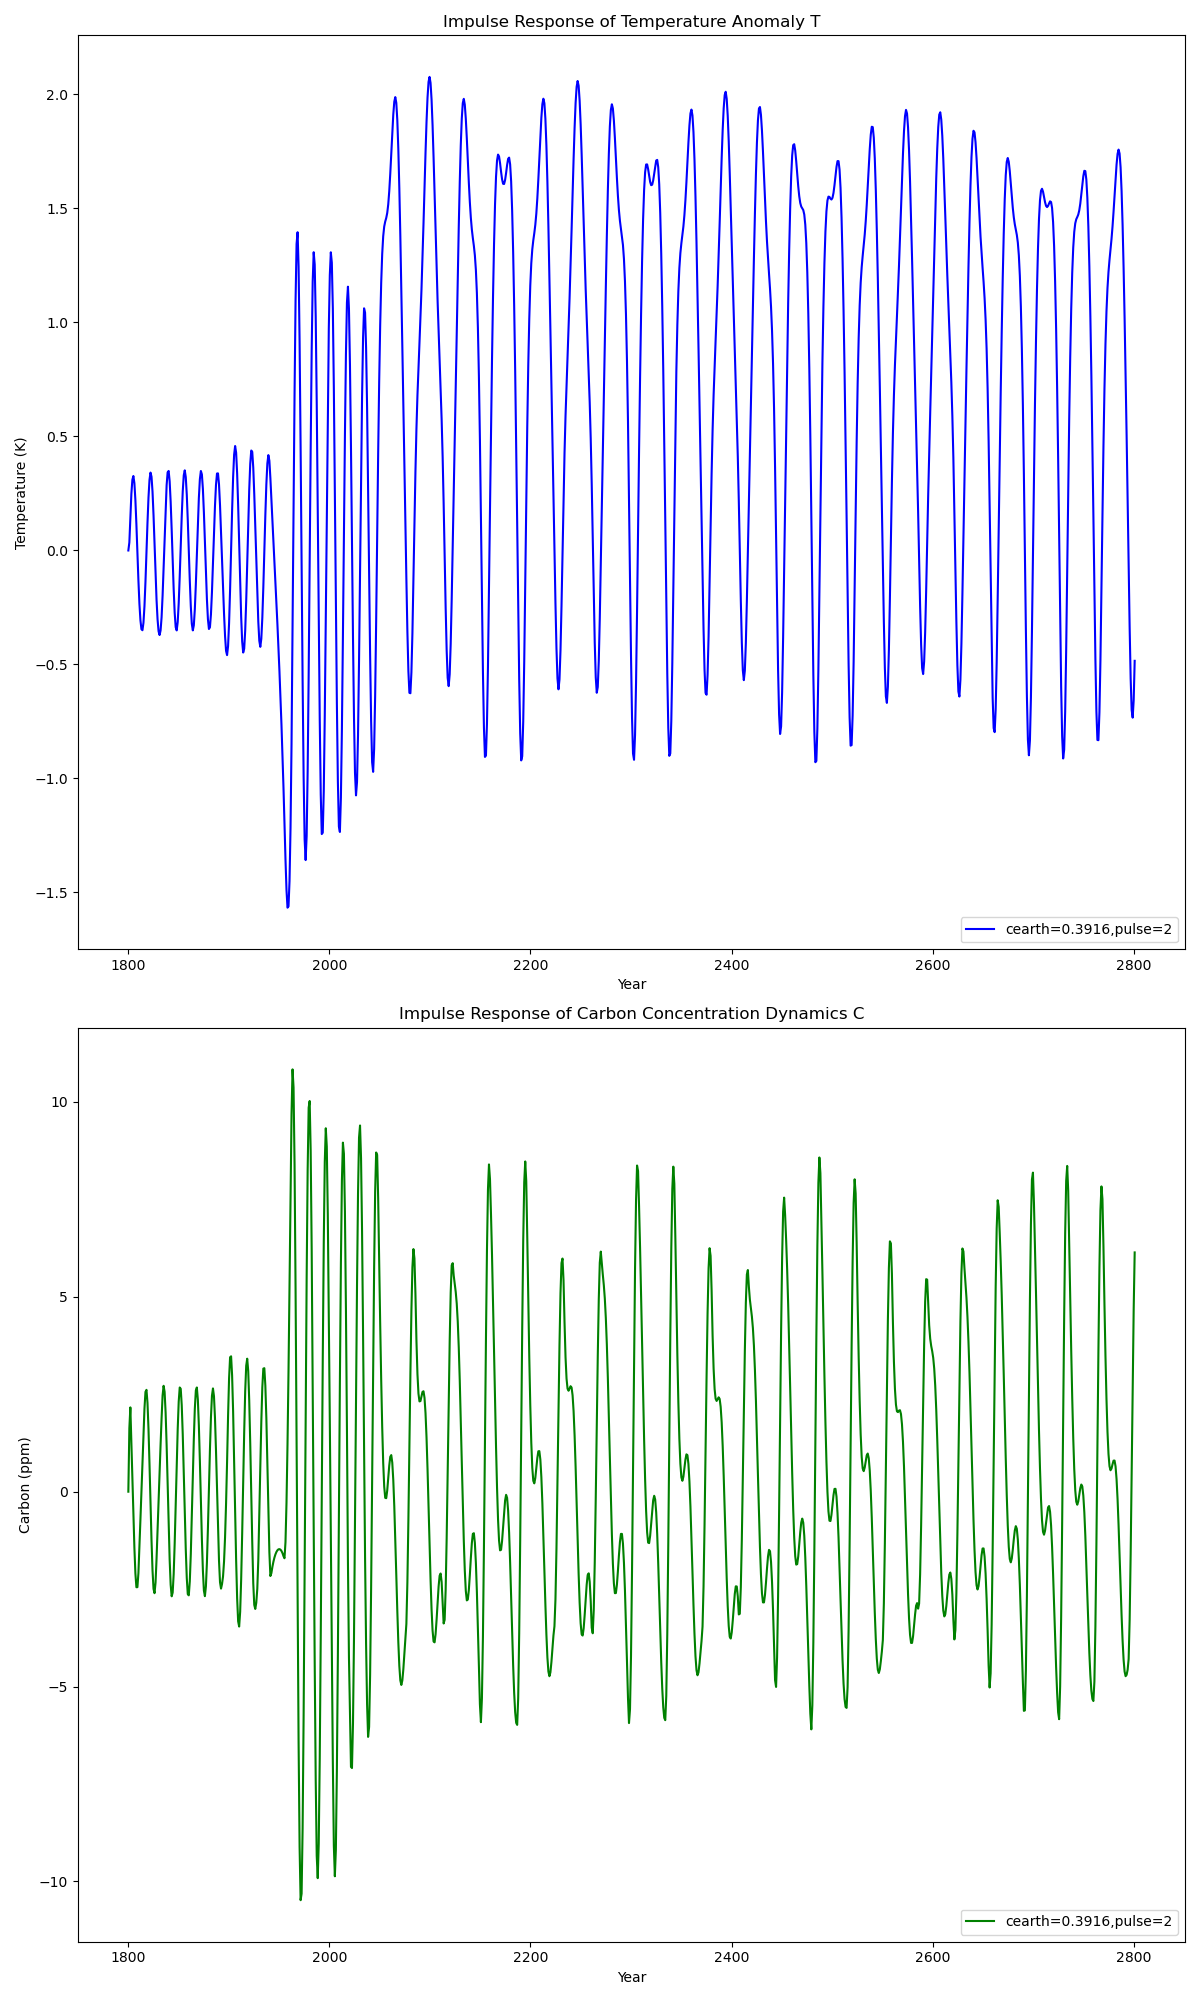 Impulse Response of Temperature Anomaly T
Temperature (K)
2.0
1.5
1.0
0.5
0.0
−0.5
−1.0
−1.5
cearth=0.3916,pulse=2
1800 2000 2200 2400 2600 2800
Year
Impulse Response of Carbon Concentration Dynamics C
Carbon (ppm)
10
5
0
−5
−10
cearth=0.3916,pulse=2
1800 2000 2200 2400 2600 2800
Year